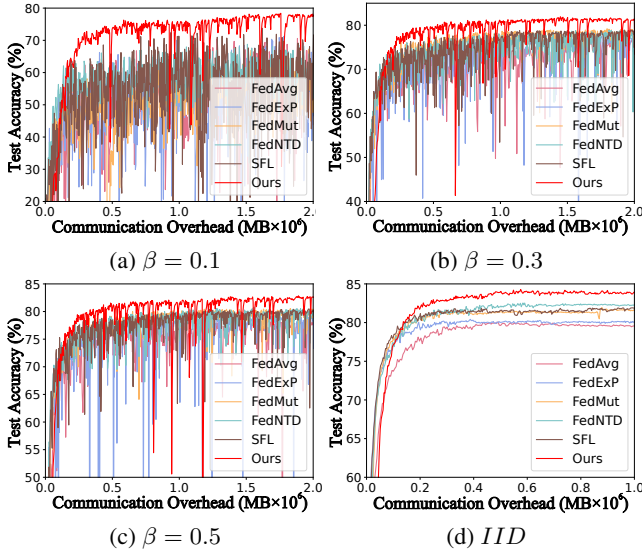 80
70
60
50
40
30
20
Test Accuracy (%)
FedAvg
FedExP
FedMut
FedNTD
SFL
Ours
0.0 0.5 1.0 1.5 2.0
Communication Overhead (MB×10⁶)
(a) β = 0.1
90
80
70
60
50
40
Test Accuracy (%)
FedAvg
FedExP
FedMut
FedNTD
SFL
Ours
0.0 0.5 1.0 1.5 2.0
Communication Overhead (MB×10⁶)
(b) β = 0.3
85
80
75
70
65
60
55
50
Test Accuracy (%)
FedAvg
FedExP
FedMut
FedNTD
SFL
Ours
0.0 0.5 1.0 1.5 2.0
Communication Overhead (MB×10⁶)
(c) β = 0.5
85
80
75
70
65
60
Test Accuracy (%)
FedAvg
FedExP
FedMut
FedNTD
SFL
Ours
0.0 0.2 0.4 0.6 0.8 1.0
Communication Overhead (MB×10⁶)
(d) IID